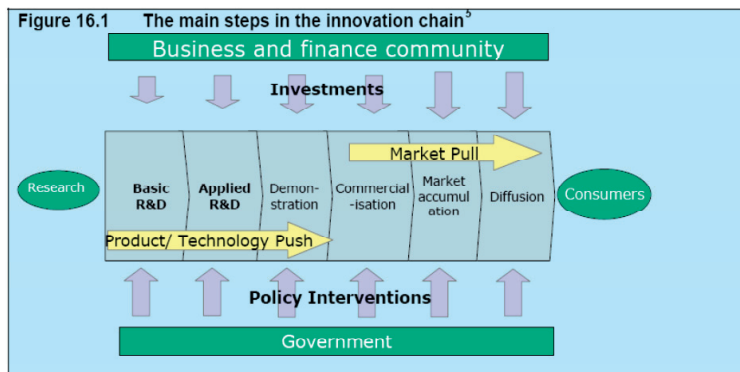 Figure 16.1 The main steps in the innovation chain5
Business and finance community
Investments
Market Pull
Research
Basic
R&D
Applied
R&D
Demon-
stration
Commercial
-isation
Market
accumul
ation
Diffusion
Consumers
Product/ Technology Push
Policy Interventions
Government